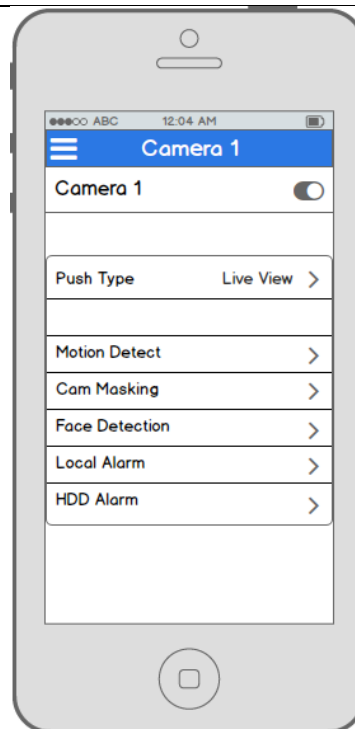 ABC 12:04 AM
Camera 1
Camera 1
Push Type Live View
Motion Detect
Cam Masking
Face Detection
Local Alarm
HDD Alarm